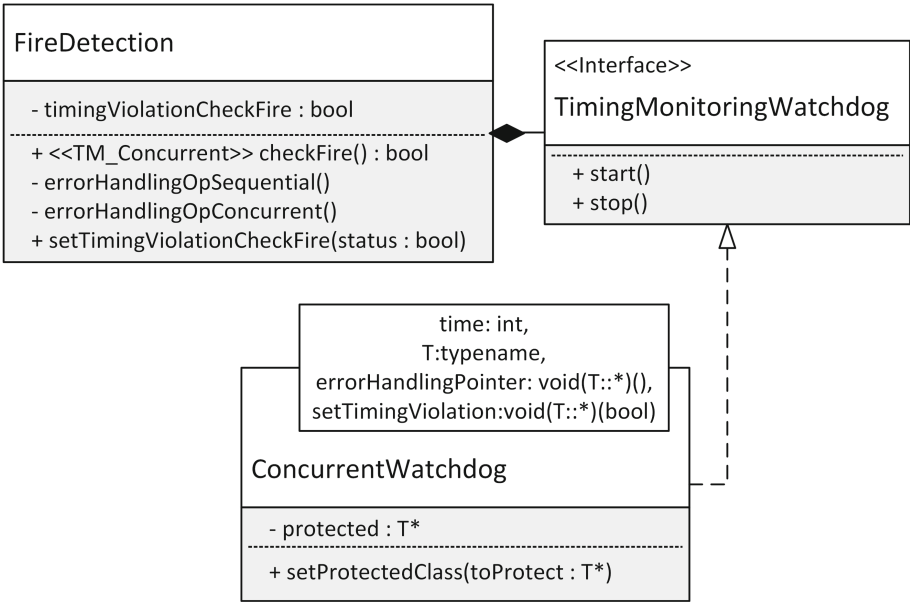 FireDetection
- timingViolationCheckFire : bool
+ <<TM_Concurrent>> checkFire() : bool
- errorHandlingOpSequential()
- errorHandlingOpConcurrent()
+ setTimingViolationCheckFire(status : bool)
<<Interface>>
TimingMonitoringWatchdog
+ start()
+ stop()
time: int,
T:typename,
errorHandlingPointer: void(T::*)(),
setTimingViolation:void(T::*)(bool)
ConcurrentWatchdog
- protected : T*
+ setProtectedClass(toProtect : T*)